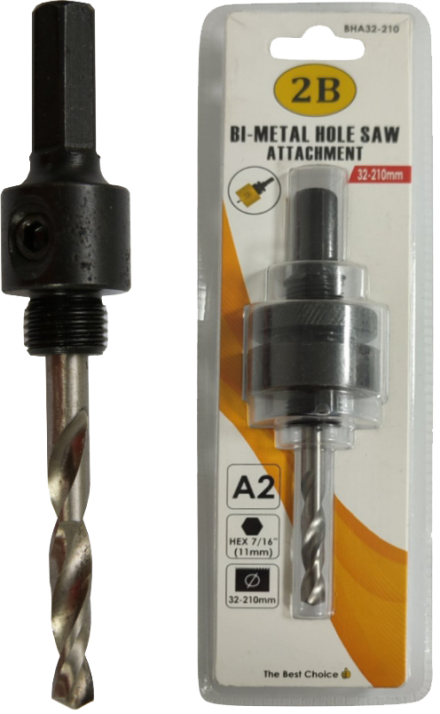 BHA32-210
2B
BI-METAL HOLE SAW
ATTACHMENT
32-210mm
A2
HEX 7/16"
(11mm)
32-210mm
The Best Choice